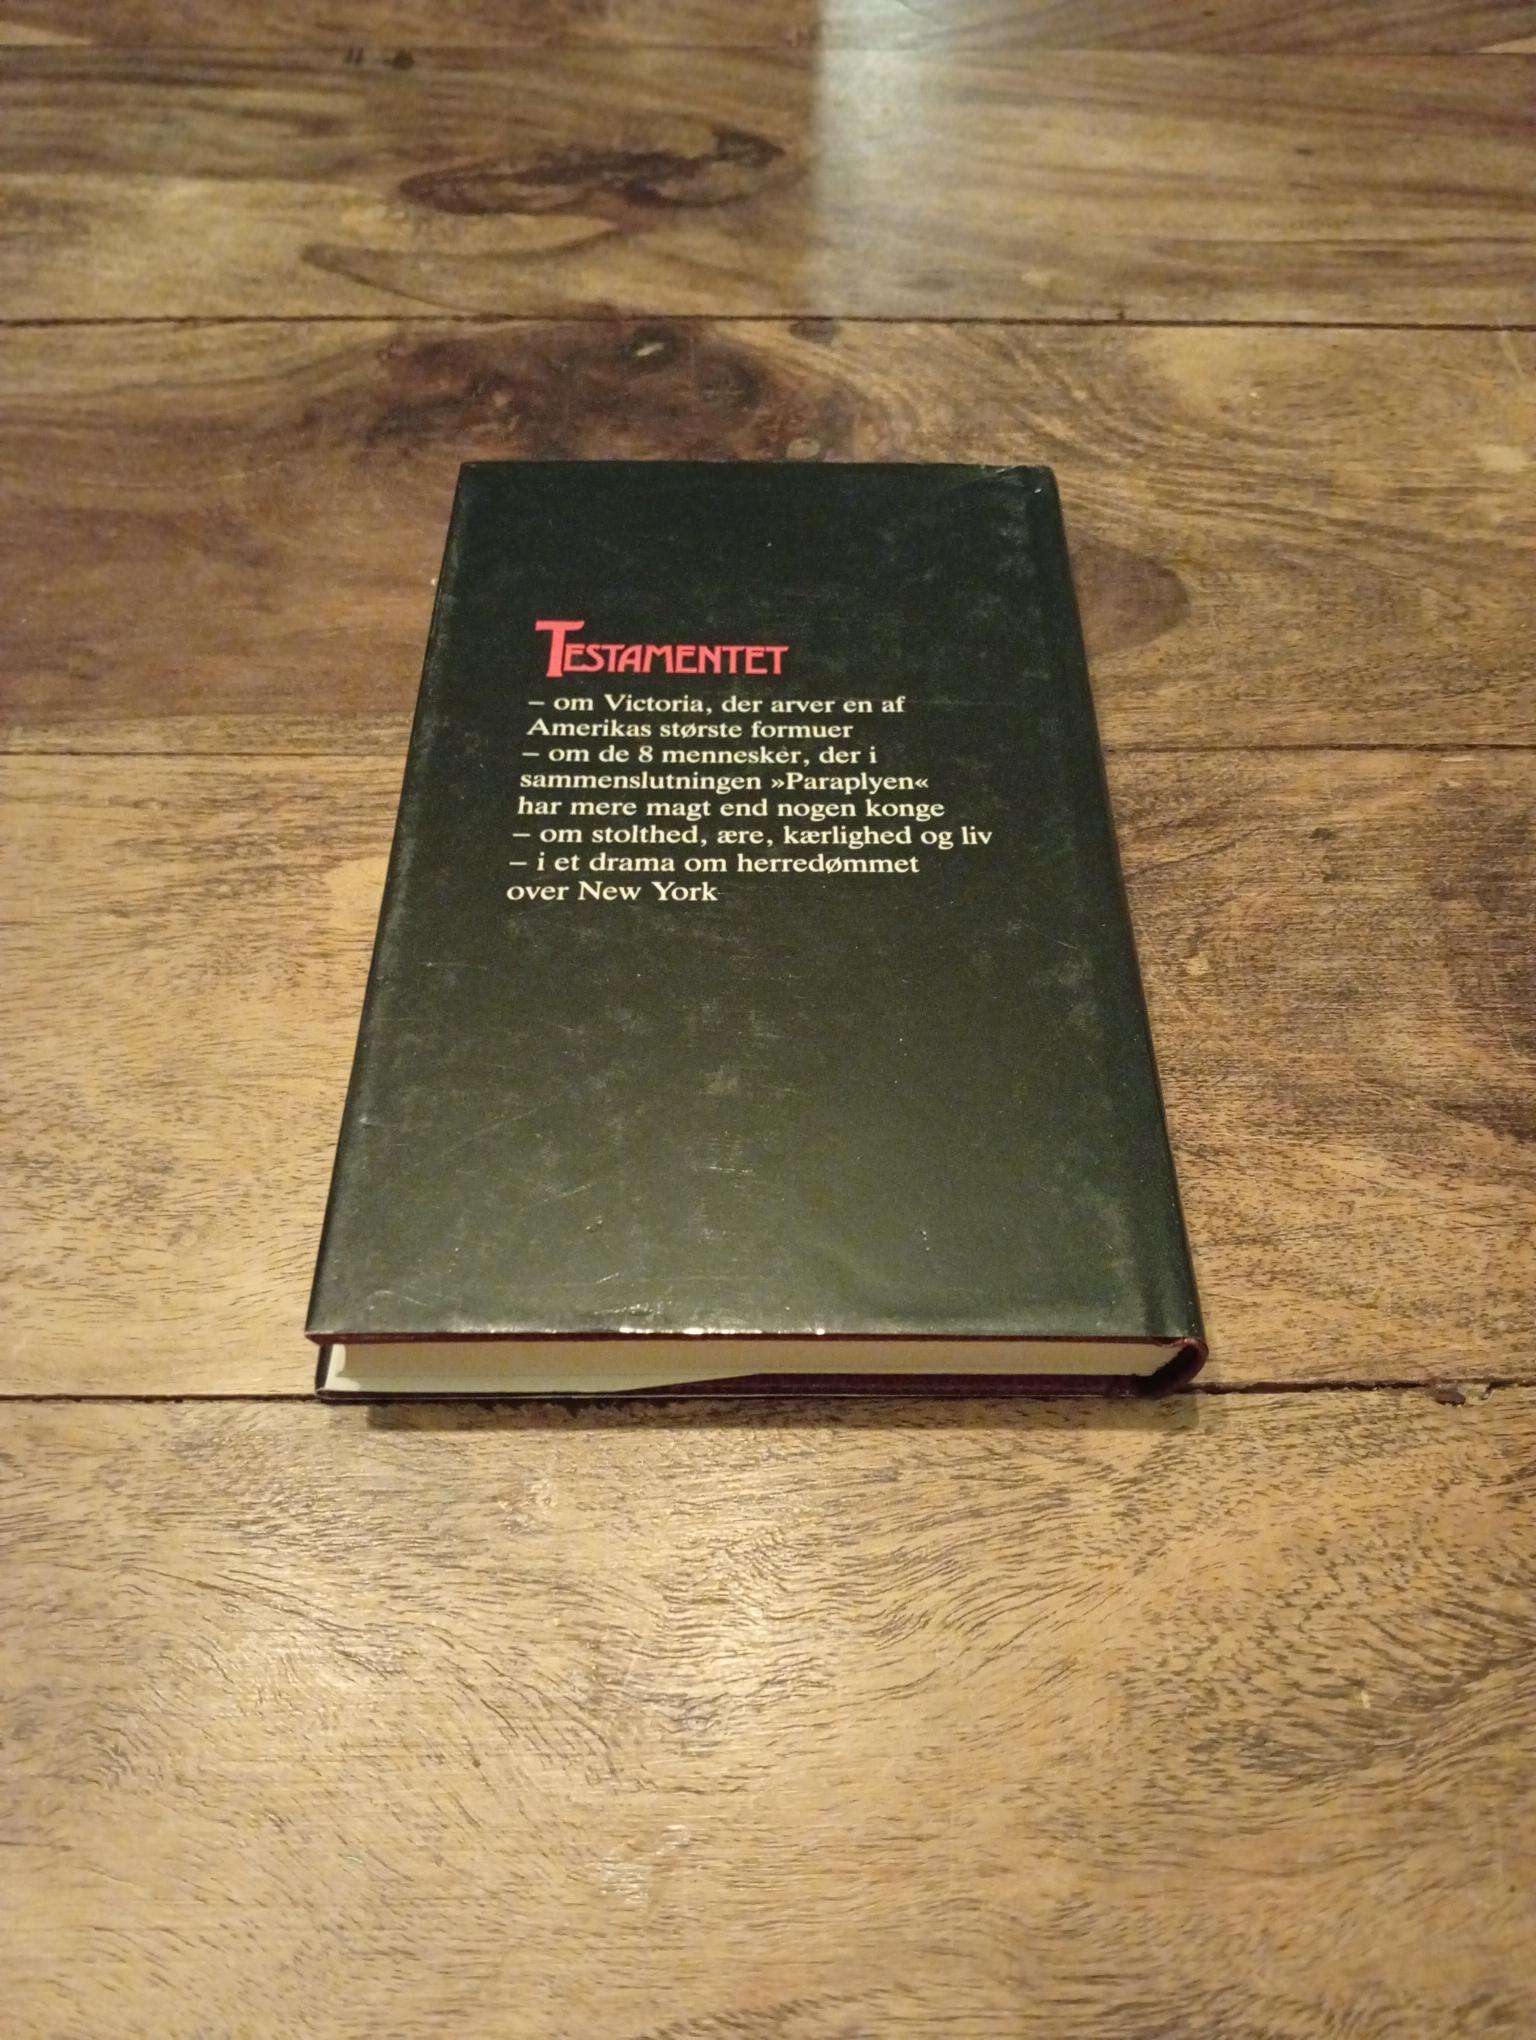 TESTAMENTET
– om Victoria, der arver en af
Amerikas største formuer
– om de 8 mennesker, der i
sammenslutningen »Paraplyen«
har mere magt end nogen konge
– om stolthed, ære, kærlighed og liv
– i et drama om herredømmet
over New York